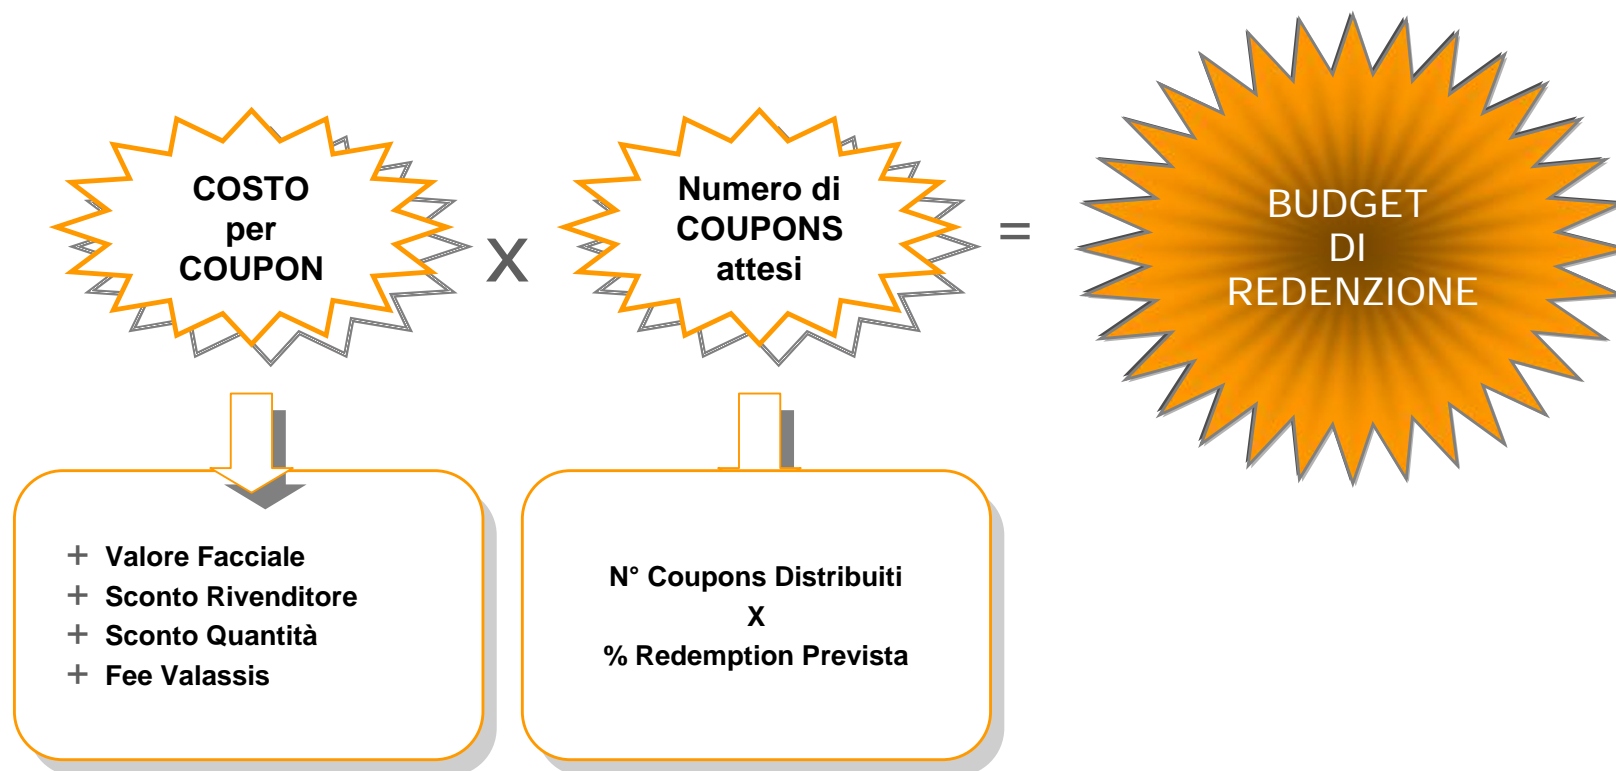 COSTO
per
COUPON
X
Numero di
COUPONS
attesi
=
BUDGET
DI
REDENZIONE
+ Valore Facciale
+ Sconto Rivenditore
+ Sconto Quantità
+ Fee Valassis
N° Coupons Distribuiti
X
% Redemption Prevista